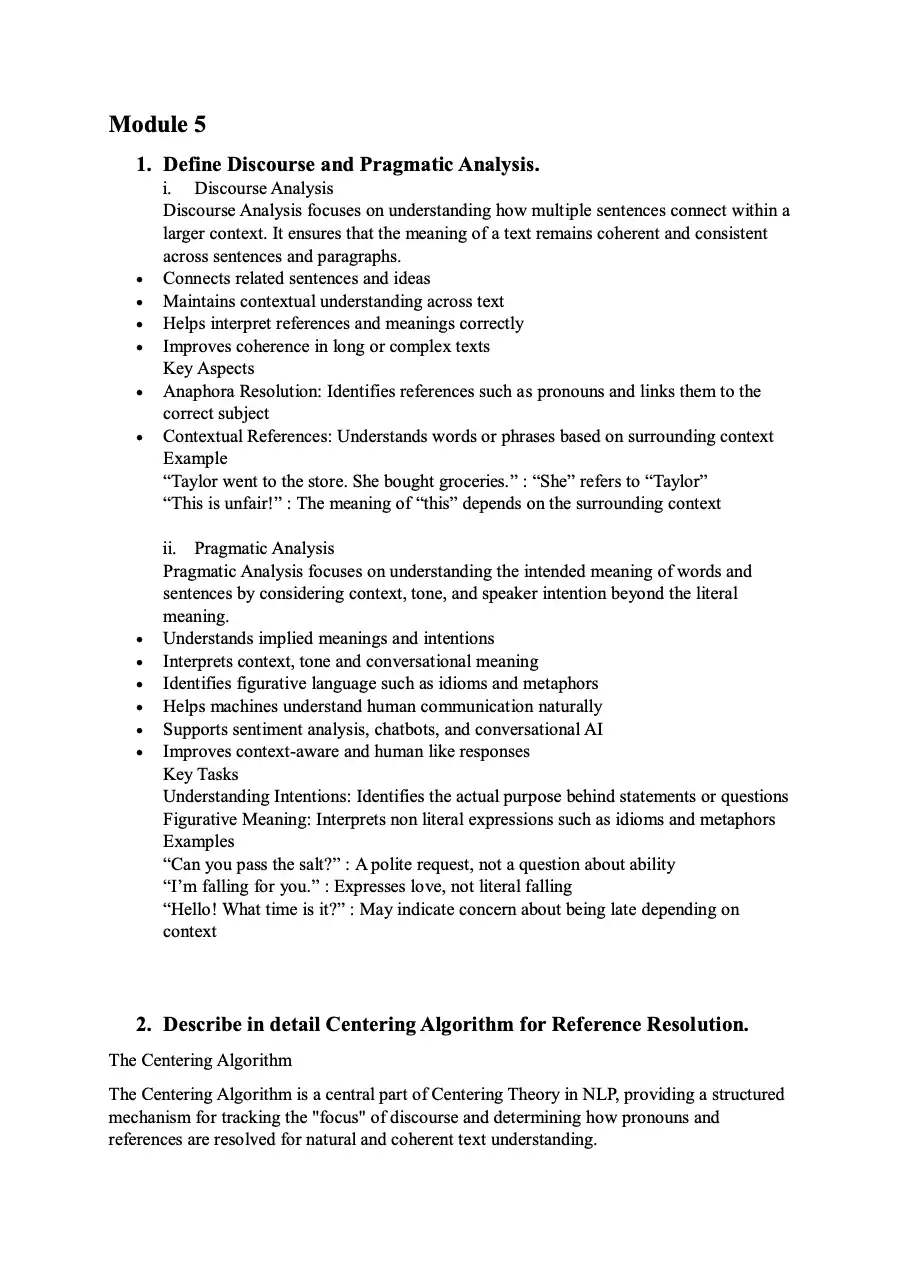 Module 5
1. Define Discourse and Pragmatic Analysis.
i. Discourse Analysis
Discourse Analysis focuses on understanding how multiple sentences connect within a
larger context. It ensures that the meaning of a text remains coherent and consistent
across sentences and paragraphs.
• Connects related sentences and ideas
• Maintains contextual understanding across text
• Helps interpret references and meanings correctly
• Improves coherence in long or complex texts
Key Aspects
• Anaphora Resolution: Identifies references such as pronouns and links them to the
correct subject
• Contextual References: Understands words or phrases based on surrounding context
Example
“Taylor went to the store. She bought groceries.” : “She” refers to “Taylor”
“This is unfair!” : The meaning of “this” depends on the surrounding context
ii. Pragmatic Analysis
Pragmatic Analysis focuses on understanding the intended meaning of words and
sentences by considering context, tone, and speaker intention beyond the literal
meaning.
• Understands implied meanings and intentions
• Interprets context, tone and conversational meaning
• Identifies figurative language such as idioms and metaphors
• Helps machines understand human communication naturally
• Supports sentiment analysis, chatbots, and conversational AI
• Improves context-aware and human like responses
Key Tasks
Understanding Intentions: Identifies the actual purpose behind statements or questions
Figurative Meaning: Interprets non literal expressions such as idioms and metaphors
Examples
“Can you pass the salt?” : A polite request, not a question about ability
“I’m falling for you.” : Expresses love, not literal falling
“Hello! What time is it?” : May indicate concern about being late depending on
context
2. Describe in detail Centering Algorithm for Reference Resolution.
The Centering Algorithm
The Centering Algorithm is a central part of Centering Theory in NLP, providing a structured
mechanism for tracking the "focus" of discourse and determining how pronouns and
references are resolved for natural and coherent text understanding.